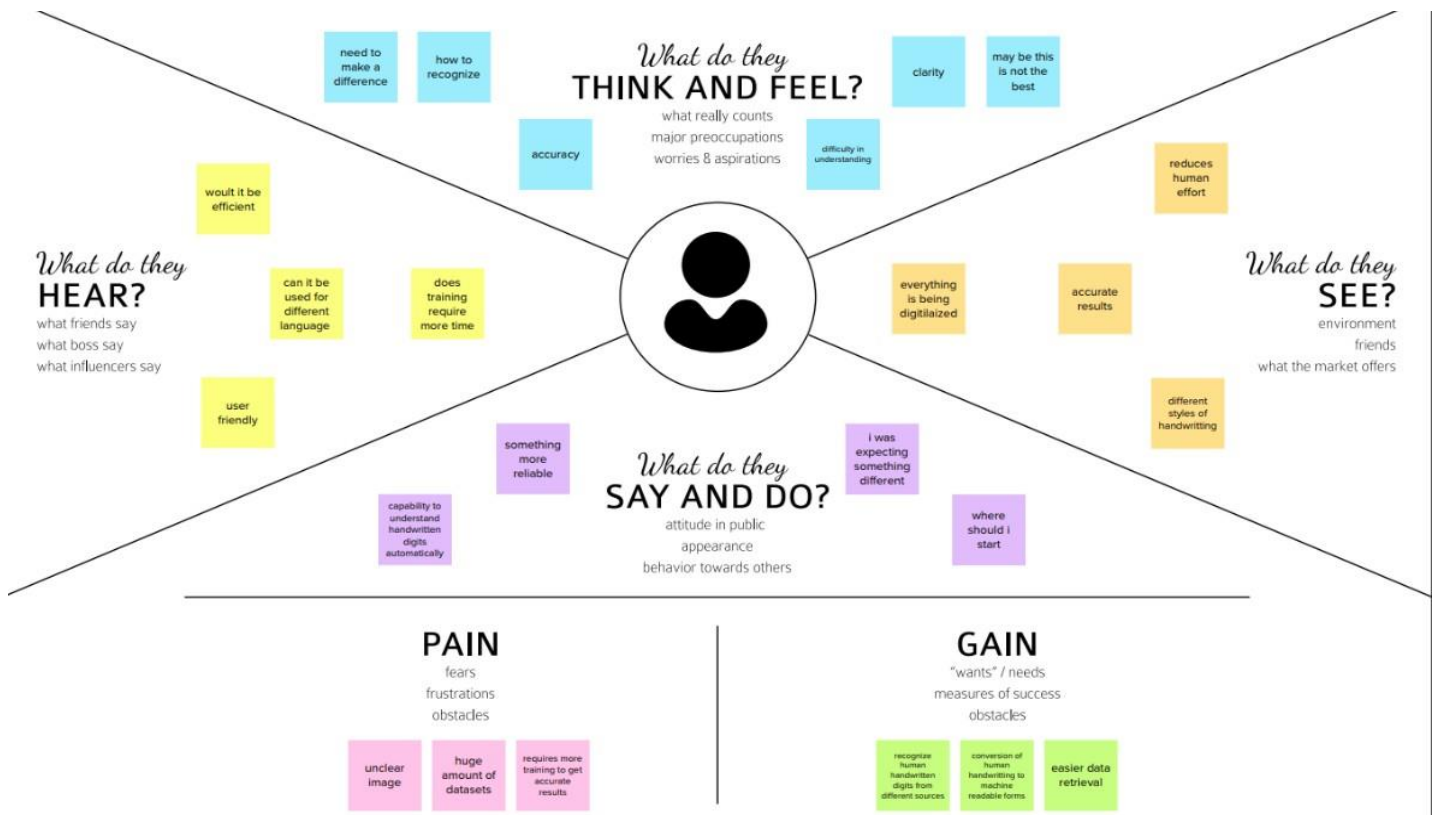 need to
make a
difference
how to
recognize
accuracy
What do they
THINK AND FEEL?
what really counts
major preoccupations
worries & aspirations
clarity
may be this
is not the
best
difficulty in
understanding
woult it be
efficient
What do they
HEAR?
what friends say
what boss say
what influencers say
can it be
used for
different
language
does
training
require
more time
user
friendly
reduces
human
effort
everything
is being
digitilaized
accurate
results
What do they
SEE?
environment
friends
what the market offers
different
styles of
handwritting
something
more
reliable
capability to
understand
handwritten
digits
automatically
What do they
SAY AND DO?
attitude in public
appearance
behavior towards others
i was
expecting
something
different
where
should i
start
PAIN
fears
frustrations
obstacles
unclear
image
huge
amount of
datasets
requires more
training to get
accurate
results
GAIN
"wants" / needs
measures of success
obstacles
recognize
human
handwritten
digits from
different sources
conversion of
human
handwritting to
machine
readable forms
easier data
retrieval